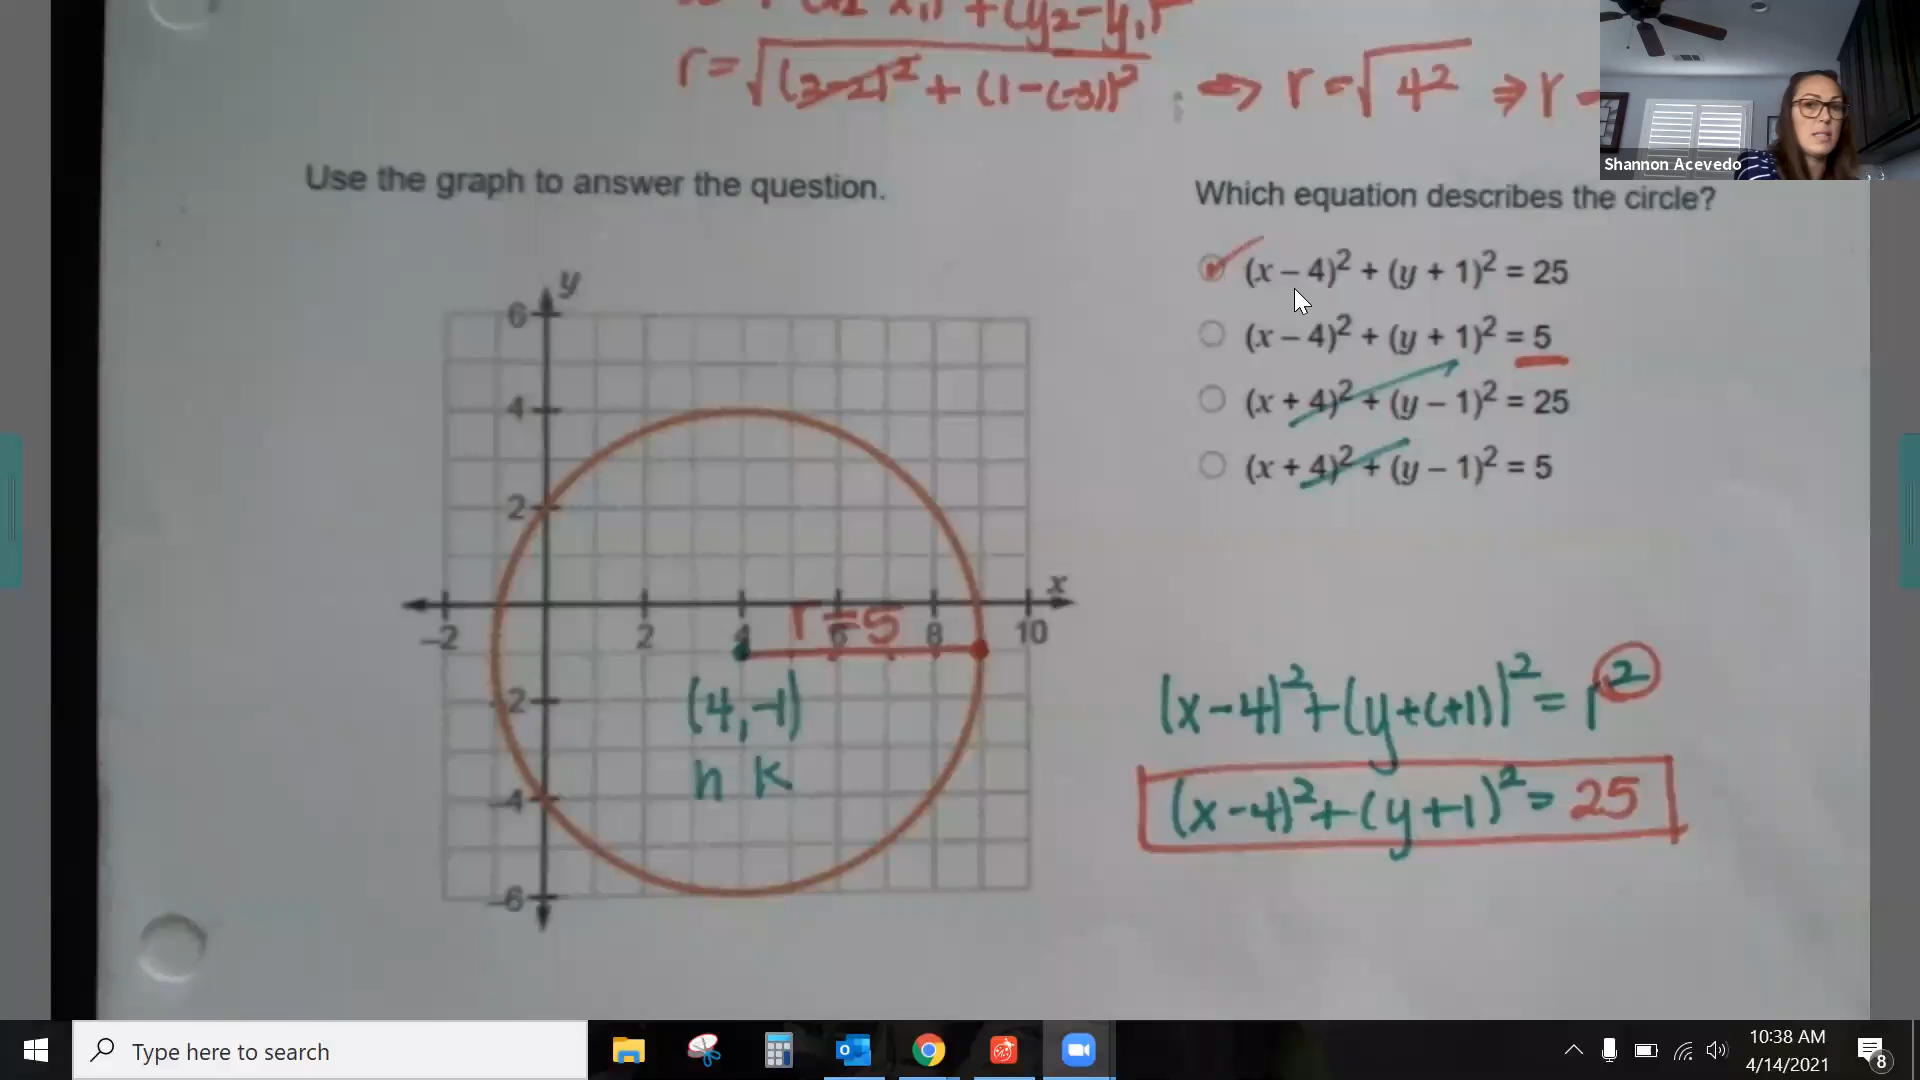 + (y₂-y₁)²
r = √(3-2)² + (1-(-3))² ⇒ r = √4² ⇒ r =
Shannon Acevedo
Use the graph to answer the question.
Which equation describes the circle?
(x – 4)² + (y + 1)² = 25
(x – 4)² + (y + 1)² = 5
(x + 4)² + (y – 1)² = 25
(x + 4)² + (y – 1)² = 5
y
6
4
2
x
–2 2 4 6 8 10
r=5
–2
(4,-1)
h k
–4
–6
(x-4)²+(y+(+1))²=r²
(x-4)²+(y+1)²=25
Type here to search
10:38 AM
4/14/2021
8